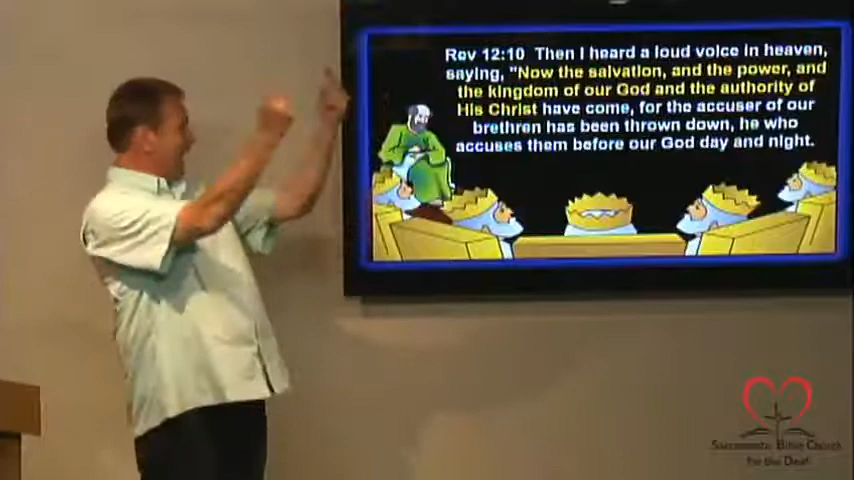 Rev 12:10 Then I heard a loud voice in heaven,
saying, "Now the salvation, and the power, and
the kingdom of our God and the authority of
His Christ have come, for the accuser of our
brethren has been thrown down, he who
accuses them before our God day and night.
Sacramento Bible Church
for the Deaf